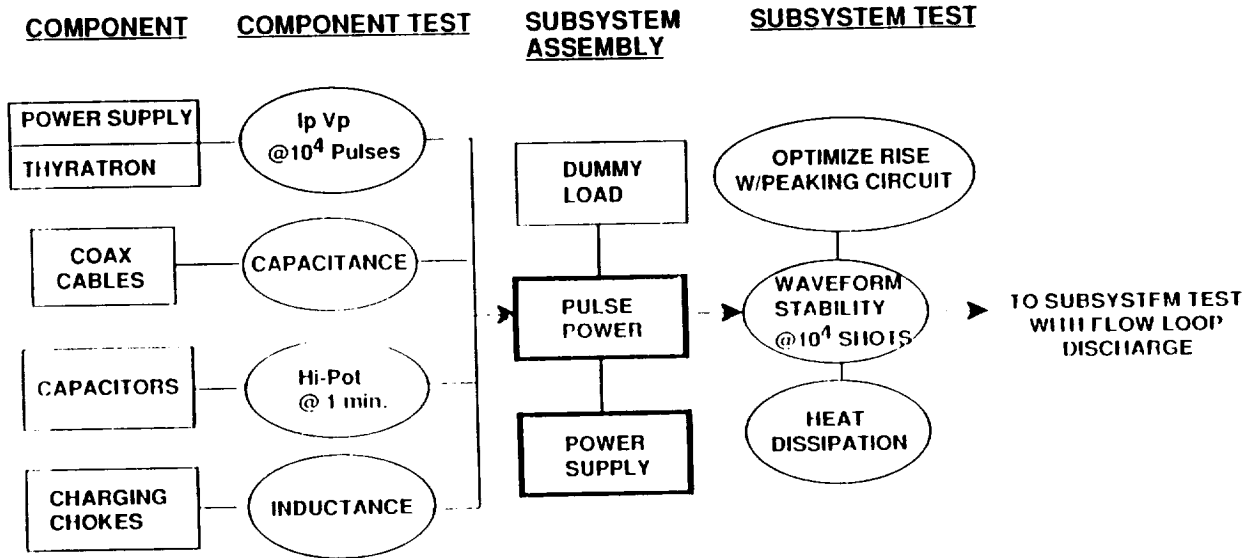 COMPONENT
COMPONENT TEST
SUBSYSTEM
ASSEMBLY
SUBSYSTEM TEST
POWER SUPPLY
THYRATRON
Ip Vp
@10⁴ Pulses
COAX
CABLES
CAPACITANCE
CAPACITORS
Hi-Pot
@ 1 min.
CHARGING
CHOKES
INDUCTANCE
DUMMY
LOAD
PULSE
POWER
POWER
SUPPLY
OPTIMIZE RISE
W/PEAKING CIRCUIT
WAVEFORM
STABILITY
@10⁴ SHOTS
HEAT
DISSIPATION
TO SUBSYSTEM TEST
WITH FLOW LOOP
DISCHARGE